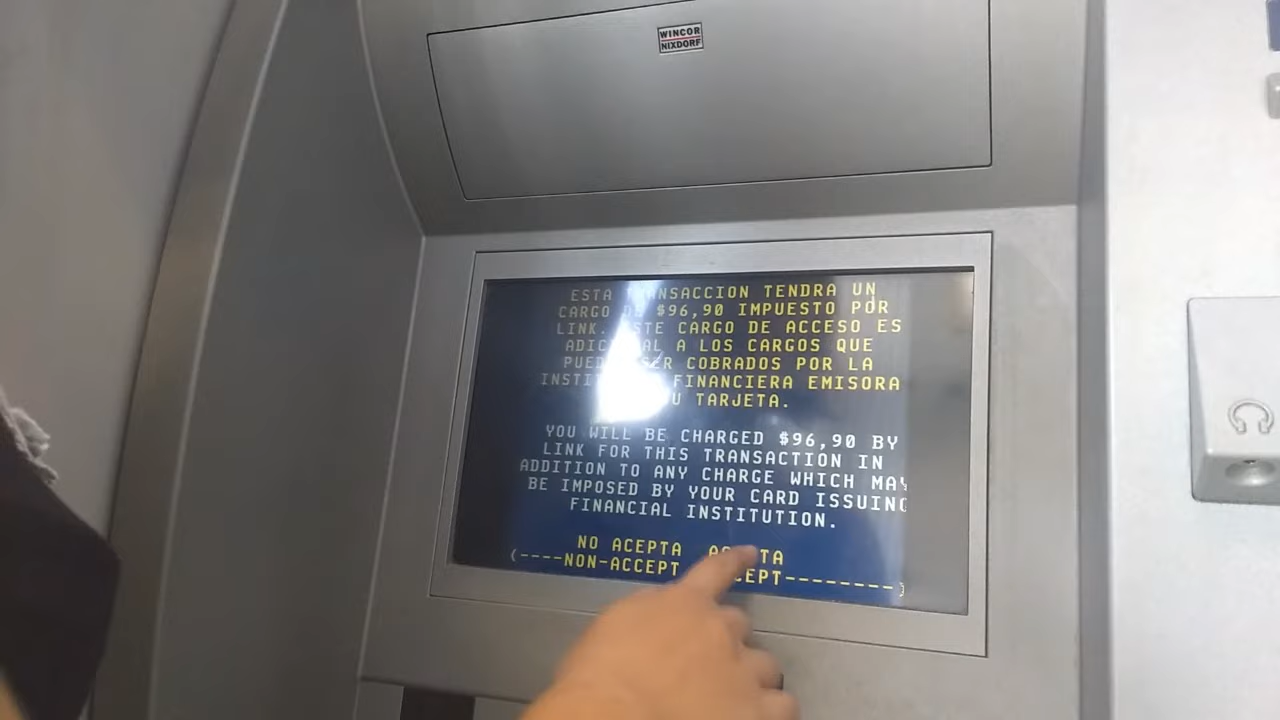 WINCOR
NIXDORF
ESTA TRANSACCION TENDRA UN
CARGO DE $96,90 IMPUESTO POR
LINK. ESTE CARGO DE ACCESO ES
ADICIONAL A LOS CARGOS QUE
PUEDEN SER COBRADOS POR LA
FINANCIERA EMISORA
TARJETA.
YOU WILL BE CHARGED $96,90 BY
LINK FOR THIS TRANSACTION IN
ADDITION TO ANY CHARGE WHICH MAY
BE IMPOSED BY YOUR CARD ISSUING
FINANCIAL INSTITUTION.
NO ACEPTA ACEPTA
(----NON-ACCEPT ACCEPT--------)